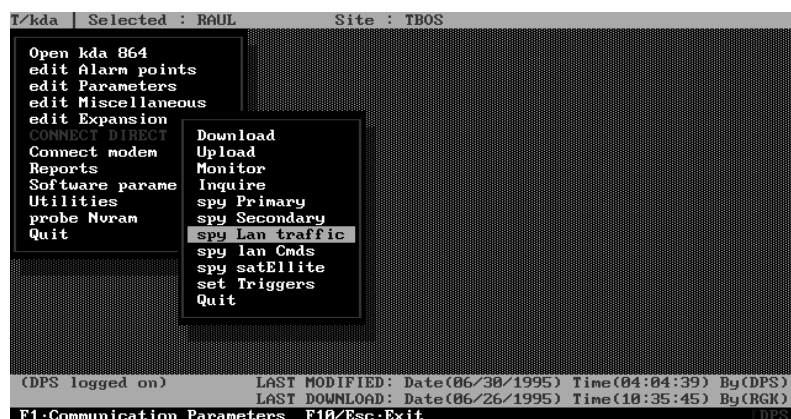 T/kda | Selected : RAUL Site : TBOS
Open kda 864
edit Alarm points
edit Parameters
edit Miscellaneous
edit Expansion
CONNECT DIRECT
Connect modem
Reports
Software parame
Utilities
probe Nvram
Quit
Download
Upload
Monitor
Inquire
spy Primary
spy Secondary
spy Lan traffic
spy lan Cmds
spy satEllite
set Triggers
Quit
(DPS logged on) LAST MODIFIED: Date(06/30/1995) Time(04:04:39) By(DPS)
LAST DOWNLOAD: Date(06/26/1995) Time(10:35:45) By(RGK)
F1-Communication Parameters F10/Esc-Exit DPS